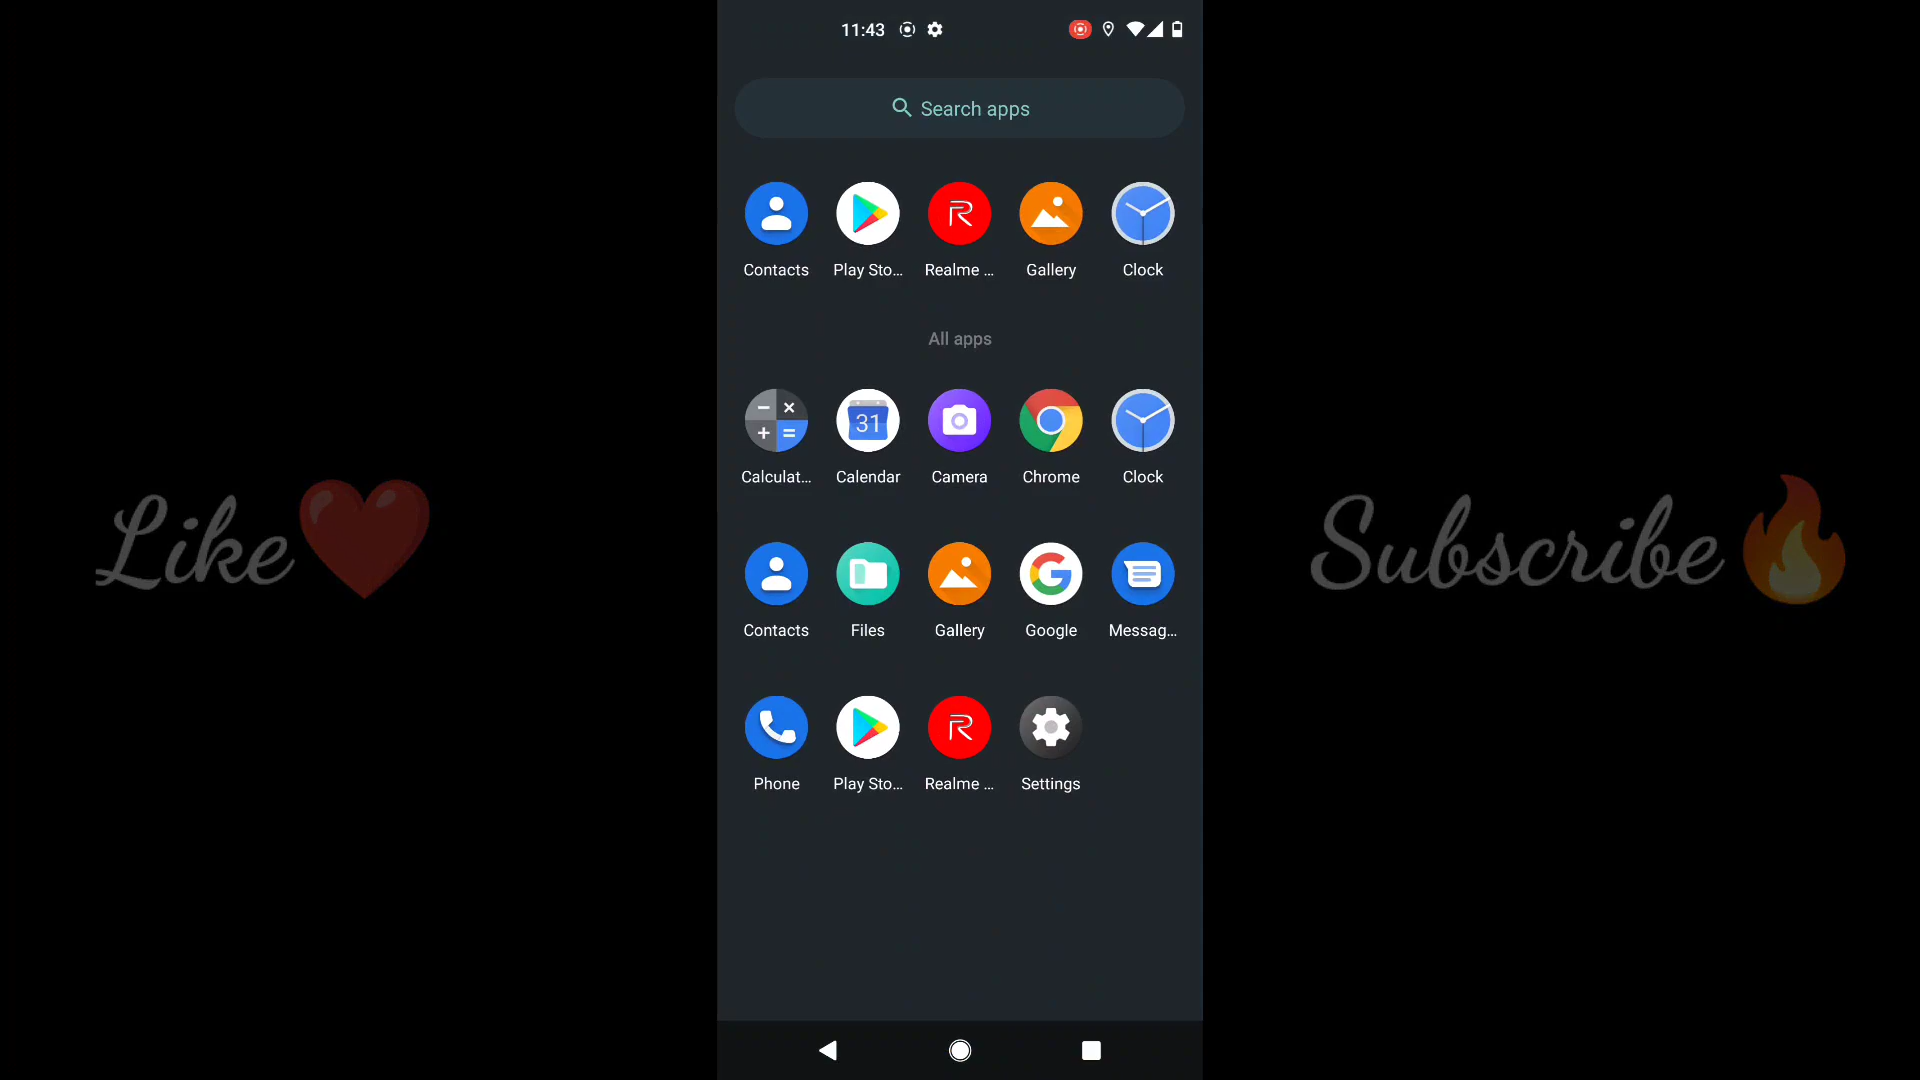 11:43
Search apps
Contacts Play Sto... Realme ... Gallery Clock
All apps
31
Calculat... Calendar Camera Chrome Clock
Like Subscribe
Contacts Files Gallery Google Messag...
Phone Play Sto... Realme ... Settings